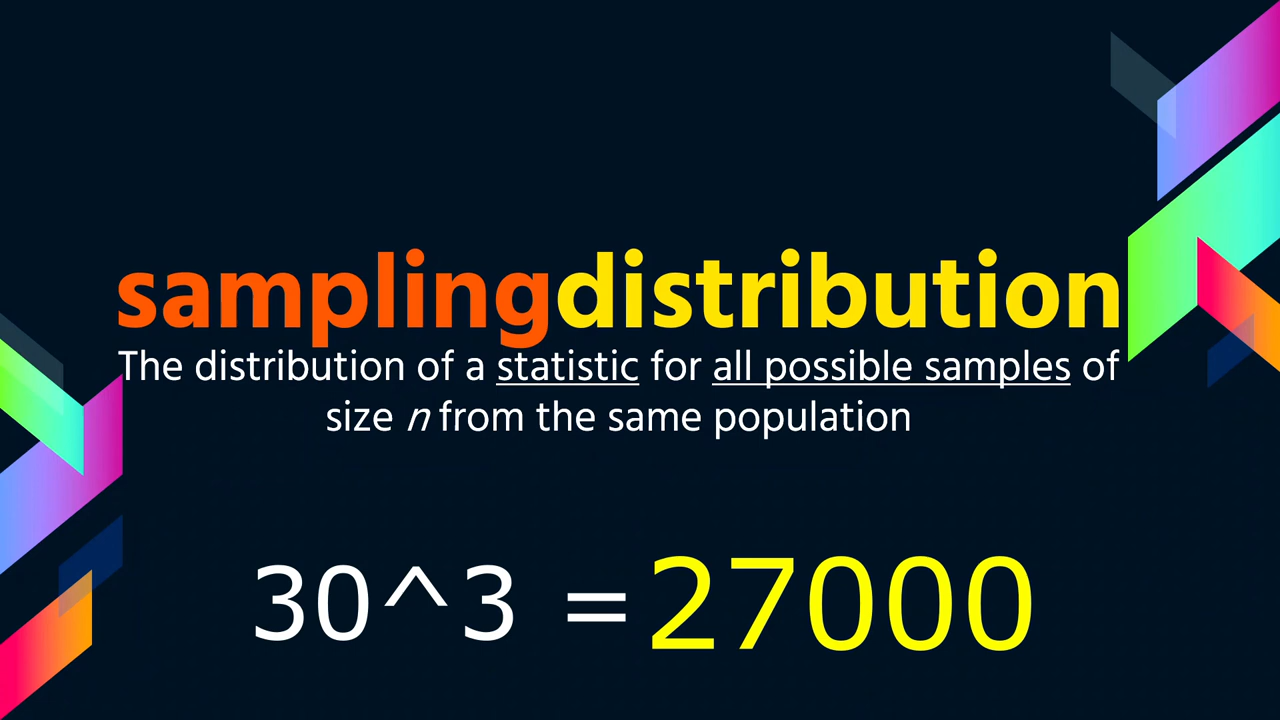 samplingdistribution
The distribution of a statistic for all possible samples of
size n from the same population
30^3 = 27000